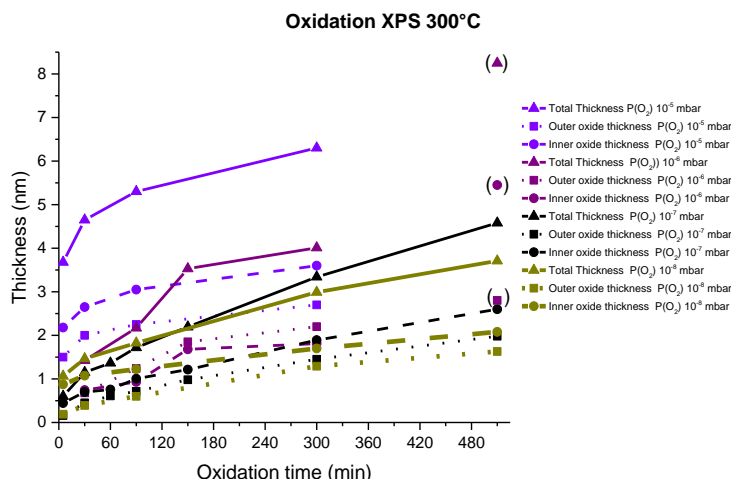 Oxidation XPS 300°C
Thickness (nm)
8
7
6
5
4
3
2
1
0
( )
( )
( )
0 60 120 180 240 300 360 420 480
Oxidation time (min)
Total Thickness P(O₂) 10⁻⁵ mbar
Outer oxide thickness P(O₂) 10⁻⁵ mbar
Inner oxide thickness P(O₂) 10⁻⁵ mbar
Total Thickness P(O₂)) 10⁻⁶ mbar
Outer oxide thickness P(O₂) 10⁻⁶ mbar
Inner oxide thickness P(O₂) 10⁻⁶ mbar
Total Thickness P(O₂) 10⁻⁷ mbar
Outer oxide thickness P(O₂) 10⁻⁷ mbar
Inner oxide thickness P(O₂) 10⁻⁷ mbar
Total Thickness P(O₂) 10⁻⁸ mbar
Outer oxide thickness P(O₂) 10⁻⁸ mbar
Inner oxide thickness P(O₂) 10⁻⁸ mbar